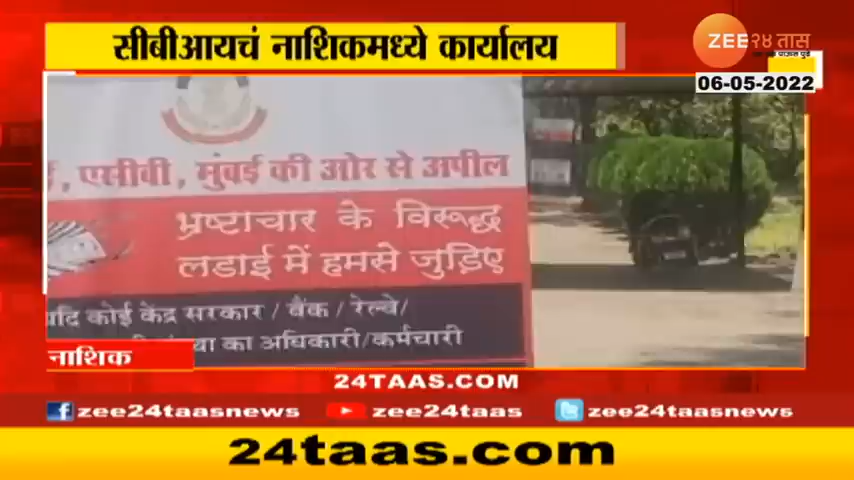 सीबीआयचं नाशिकमध्ये कार्यालय
ZEE २४ तास
06-05-2022
, एसीबी, मुंबई की ओर से अपील
भ्रष्टाचार के विरूद्ध
लडाई में हमसे जुड़िए
यदि कोई केंद्र सरकार / बैंक / रेल्वे/
का अधिकारी/कर्मचारी
नाशिक
24TAAS.COM
zee24taasnews
zee24taas
zee24taasnews
24taas.com